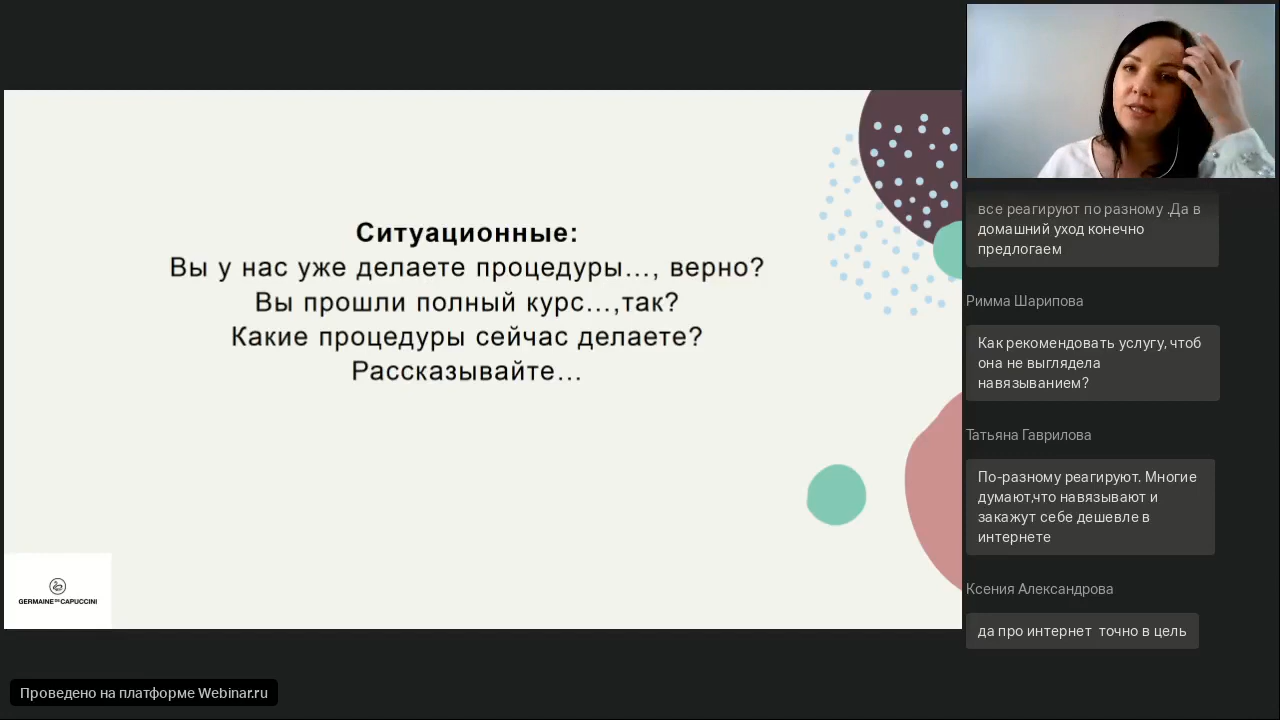 Ситуационные:
Вы у нас уже делаете процедуры..., верно?
Вы прошли полный курс...,так?
Какие процедуры сейчас делаете?
Рассказывайте...
GERMAINE DE CAPUCCINI
Проведено на платформе Webinar.ru
все реагируют по разному .Да в
домашний уход конечно
предлогаем
Римма Шарипова
Как рекомендовать услугу, чтоб
она не выглядела
навязыванием?
Татьяна Гаврилова
По-разному реагируют. Многие
думают,что навязывают и
закажут себе дешевле в
интернете
Ксения Александрова
да про интернет  точно в цель